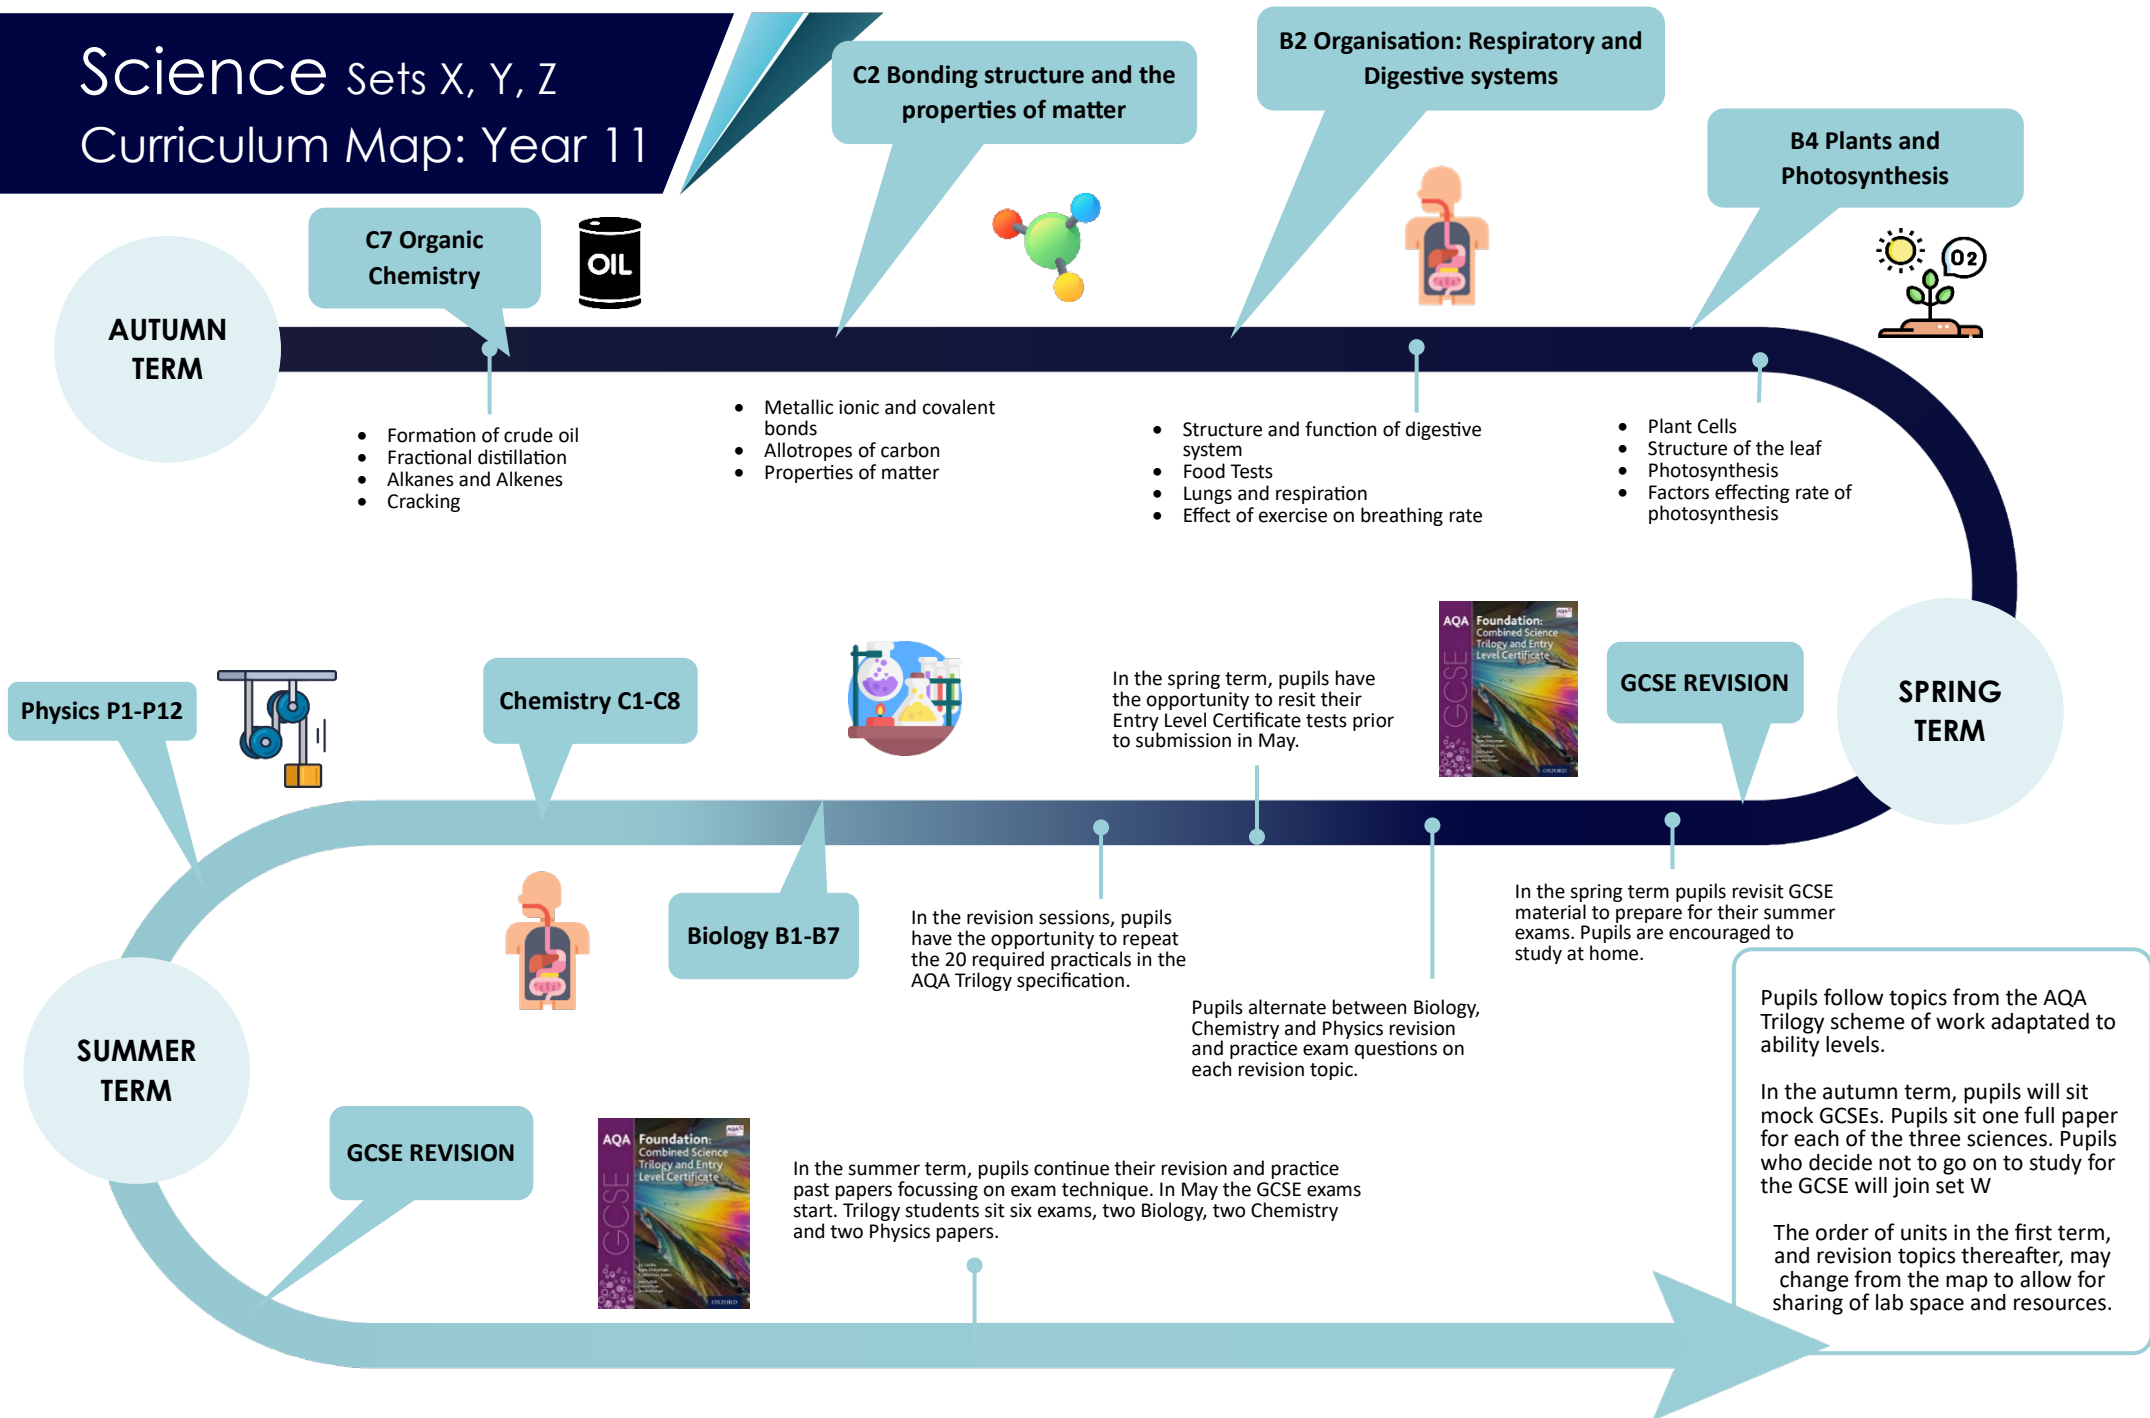 Science Sets X, Y, Z
Curriculum Map: Year 11
C2 Bonding structure and the
properties of matter
B2 Organisation: Respiratory and
Digestive systems
B4 Plants and
Photosynthesis
C7 Organic
Chemistry
OIL
O2
AUTUMN
TERM
• Formation of crude oil
• Fractional distillation
• Alkanes and Alkenes
• Cracking
• Metallic ionic and covalent
bonds
• Allotropes of carbon
• Properties of matter
• Structure and function of digestive
system
• Food Tests
• Lungs and respiration
• Effect of exercise on breathing rate
• Plant Cells
• Structure of the leaf
• Photosynthesis
• Factors effecting rate of
photosynthesis
SPRING
TERM
GCSE REVISION
AQA
GCSE
Foundation:
Combined Science
Trilogy and Entry
Level Certificate
OXFORD
In the spring term, pupils have
the opportunity to resit their
Entry Level Certificate tests prior
to submission in May.
Chemistry C1-C8
Physics P1-P12
In the spring term pupils revisit GCSE
material to prepare for their summer
exams. Pupils are encouraged to
study at home.
Pupils alternate between Biology,
Chemistry and Physics revision
and practice exam questions on
each revision topic.
In the revision sessions, pupils
have the opportunity to repeat
the 20 required practicals in the
AQA Trilogy specification.
Biology B1-B7
SUMMER
TERM
GCSE REVISION
AQA
GCSE
Foundation:
Combined Science
Trilogy and Entry
Level Certificate
OXFORD
In the summer term, pupils continue their revision and practice
past papers focussing on exam technique. In May the GCSE exams
start. Trilogy students sit six exams, two Biology, two Chemistry
and two Physics papers.
Pupils follow topics from the AQA
Trilogy scheme of work adaptated to
ability levels.
In the autumn term, pupils will sit
mock GCSEs. Pupils sit one full paper
for each of the three sciences. Pupils
who decide not to go on to study for
the GCSE will join set W
The order of units in the first term,
and revision topics thereafter, may
change from the map to allow for
sharing of lab space and resources.